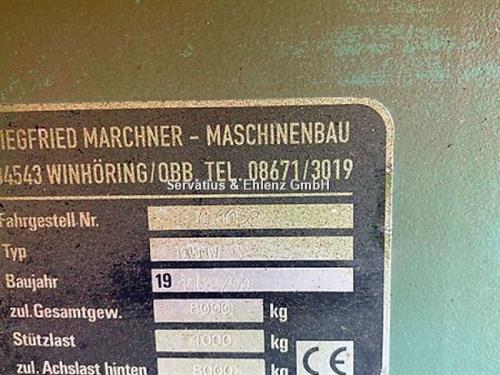 IEGFRIED MARCHNER - MASCHINENBAU
84543 WINHÖRING/OBB. TEL. 08671/3019
Servatius & Ehlenz GmbH
Fahrgestell Nr.
Typ
Baujahr 19
zul. Gesamtgew. 8000 kg
Stützlast 1000 kg
zul. Achslast hinten 8000 kg
CE